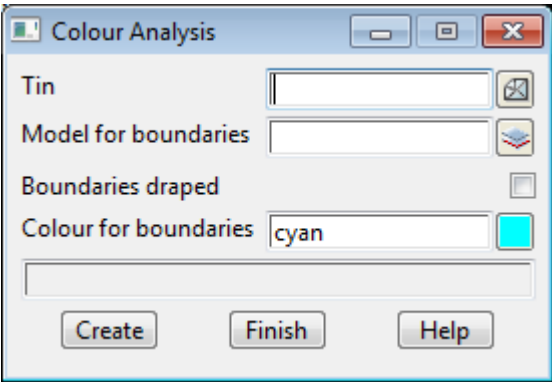 Colour Analysis
Tin
Model for boundaries
Boundaries draped
Colour for boundaries cyan
Create Finish Help